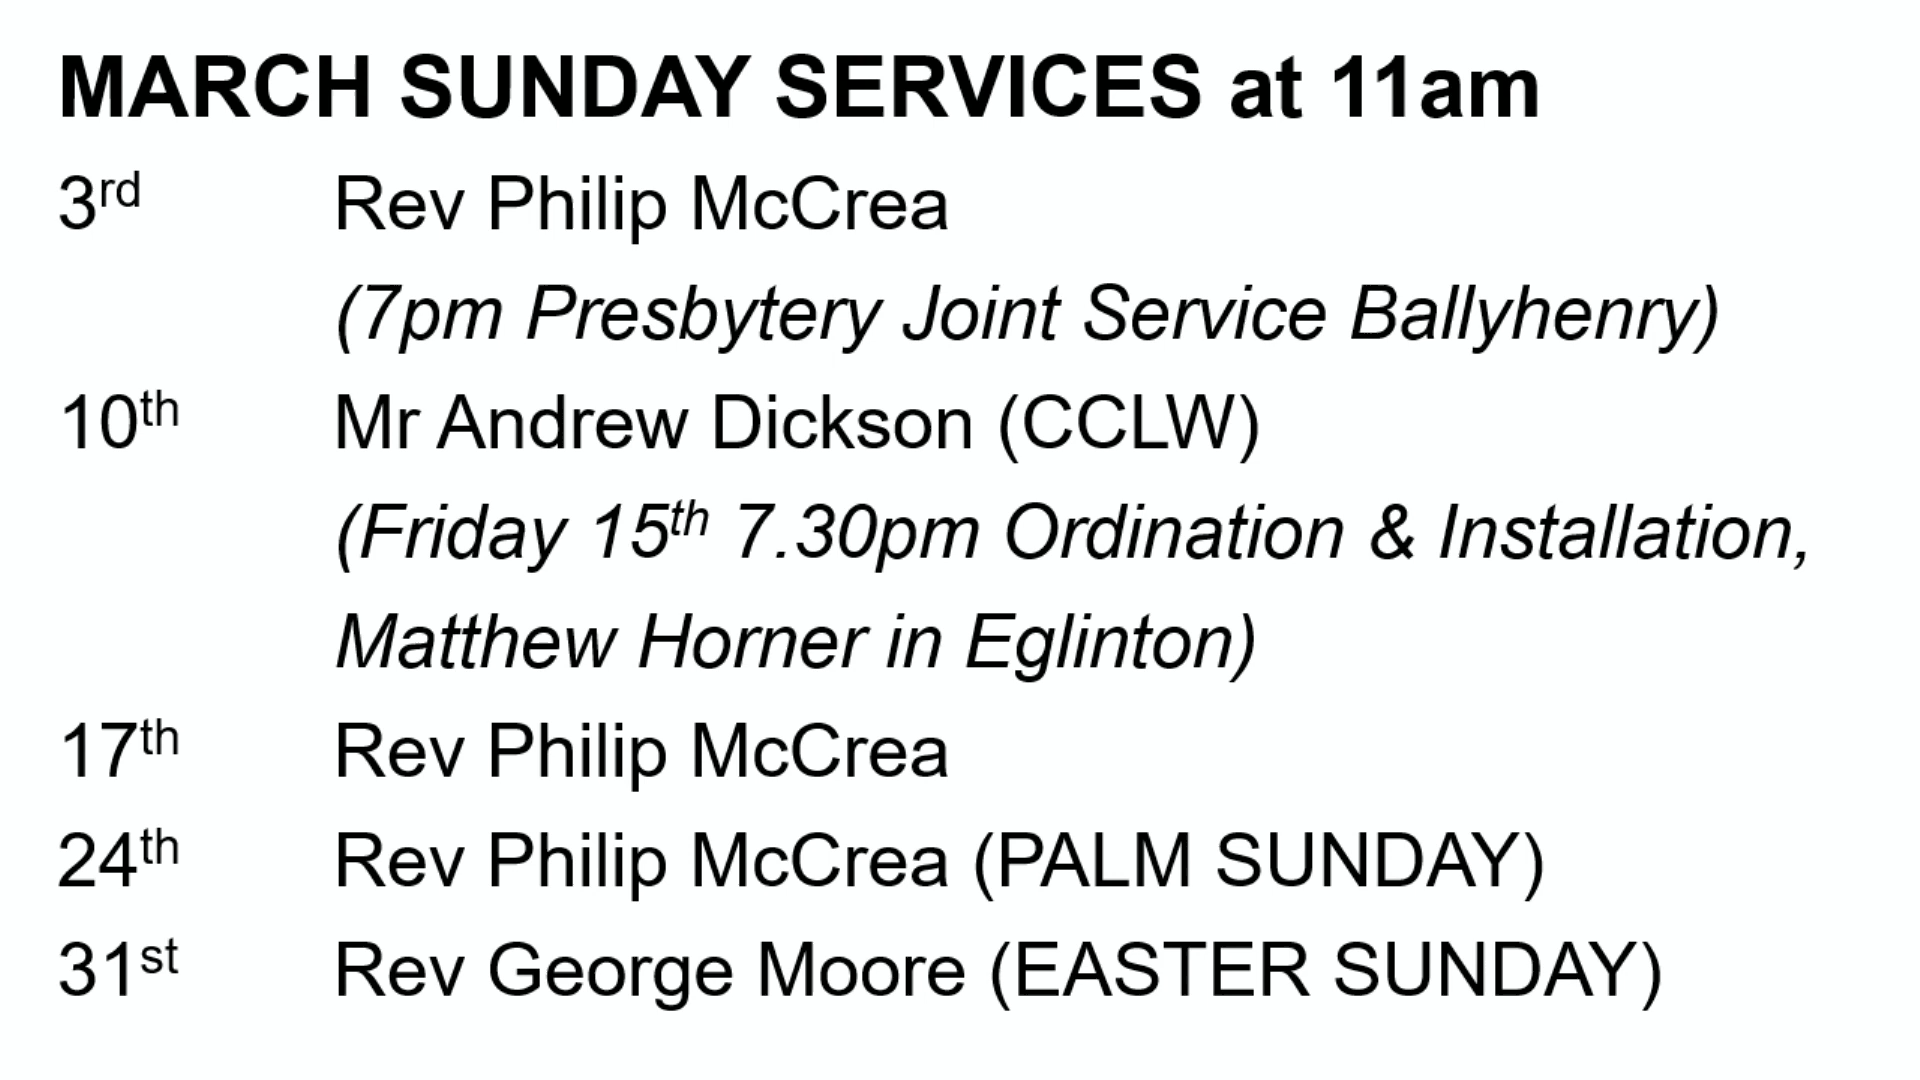 MARCH SUNDAY SERVICES at 11am
3rd Rev Philip McCrea
(7pm Presbytery Joint Service Ballyhenry)
10th Mr Andrew Dickson (CCLW)
(Friday 15th 7.30pm Ordination & Installation,
Matthew Horner in Eglinton)
17th Rev Philip McCrea
24th Rev Philip McCrea (PALM SUNDAY)
31st Rev George Moore (EASTER SUNDAY)